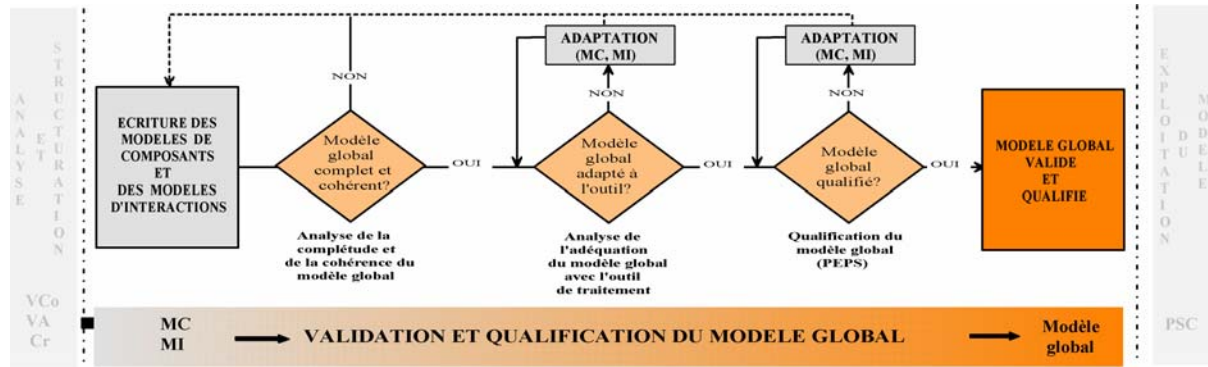 ANALYSE
ET
STRUCTURATION
VCo
VA
Cr
ECRITURE DES
MODELES DE
COMPOSANTS
ET
DES MODELES
D'INTERACTIONS
NON
Modèle
global
complet et
cohérent?
OUI
Analyse de la
complétude et
de la cohérence du
modèle global
ADAPTATION
(MC, MI)
NON
Modèle
global
adapté à
l'outil?
OUI
Analyse de
l'adéquation
du modèle global
avec l'outil
de traitement
ADAPTATION
(MC, MI)
NON
Modèle
global
qualifié?
OUI
Qualification du
modèle global
(PEPS)
MODELE GLOBAL
VALIDE
ET
QUALIFIE
EXPLOITATION
DU
MODELE
PSC
MC
MI
VALIDATION ET QUALIFICATION DU MODELE GLOBAL
Modèle
global